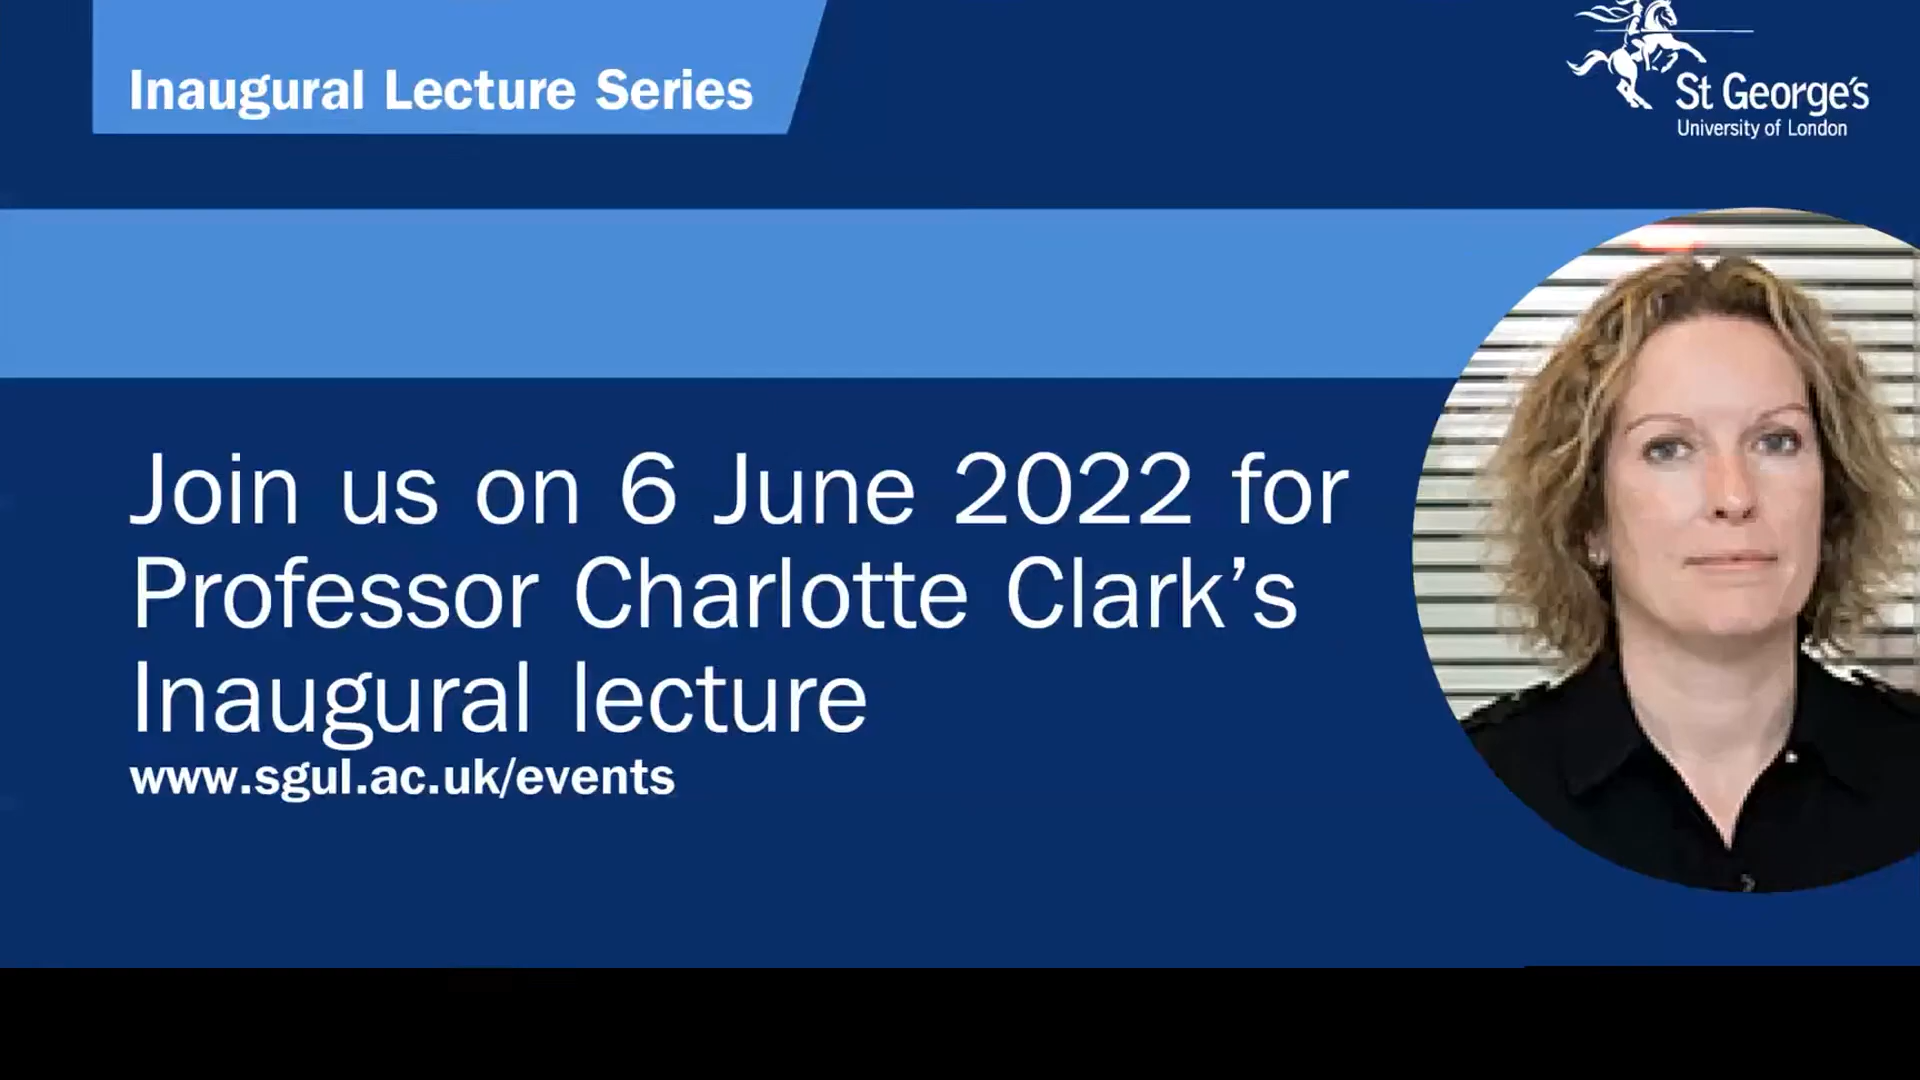 Inaugural Lecture Series
St George's
University of London
Join us on 6 June 2022 for
Professor Charlotte Clark’s
Inaugural lecture
www.sgul.ac.uk/events